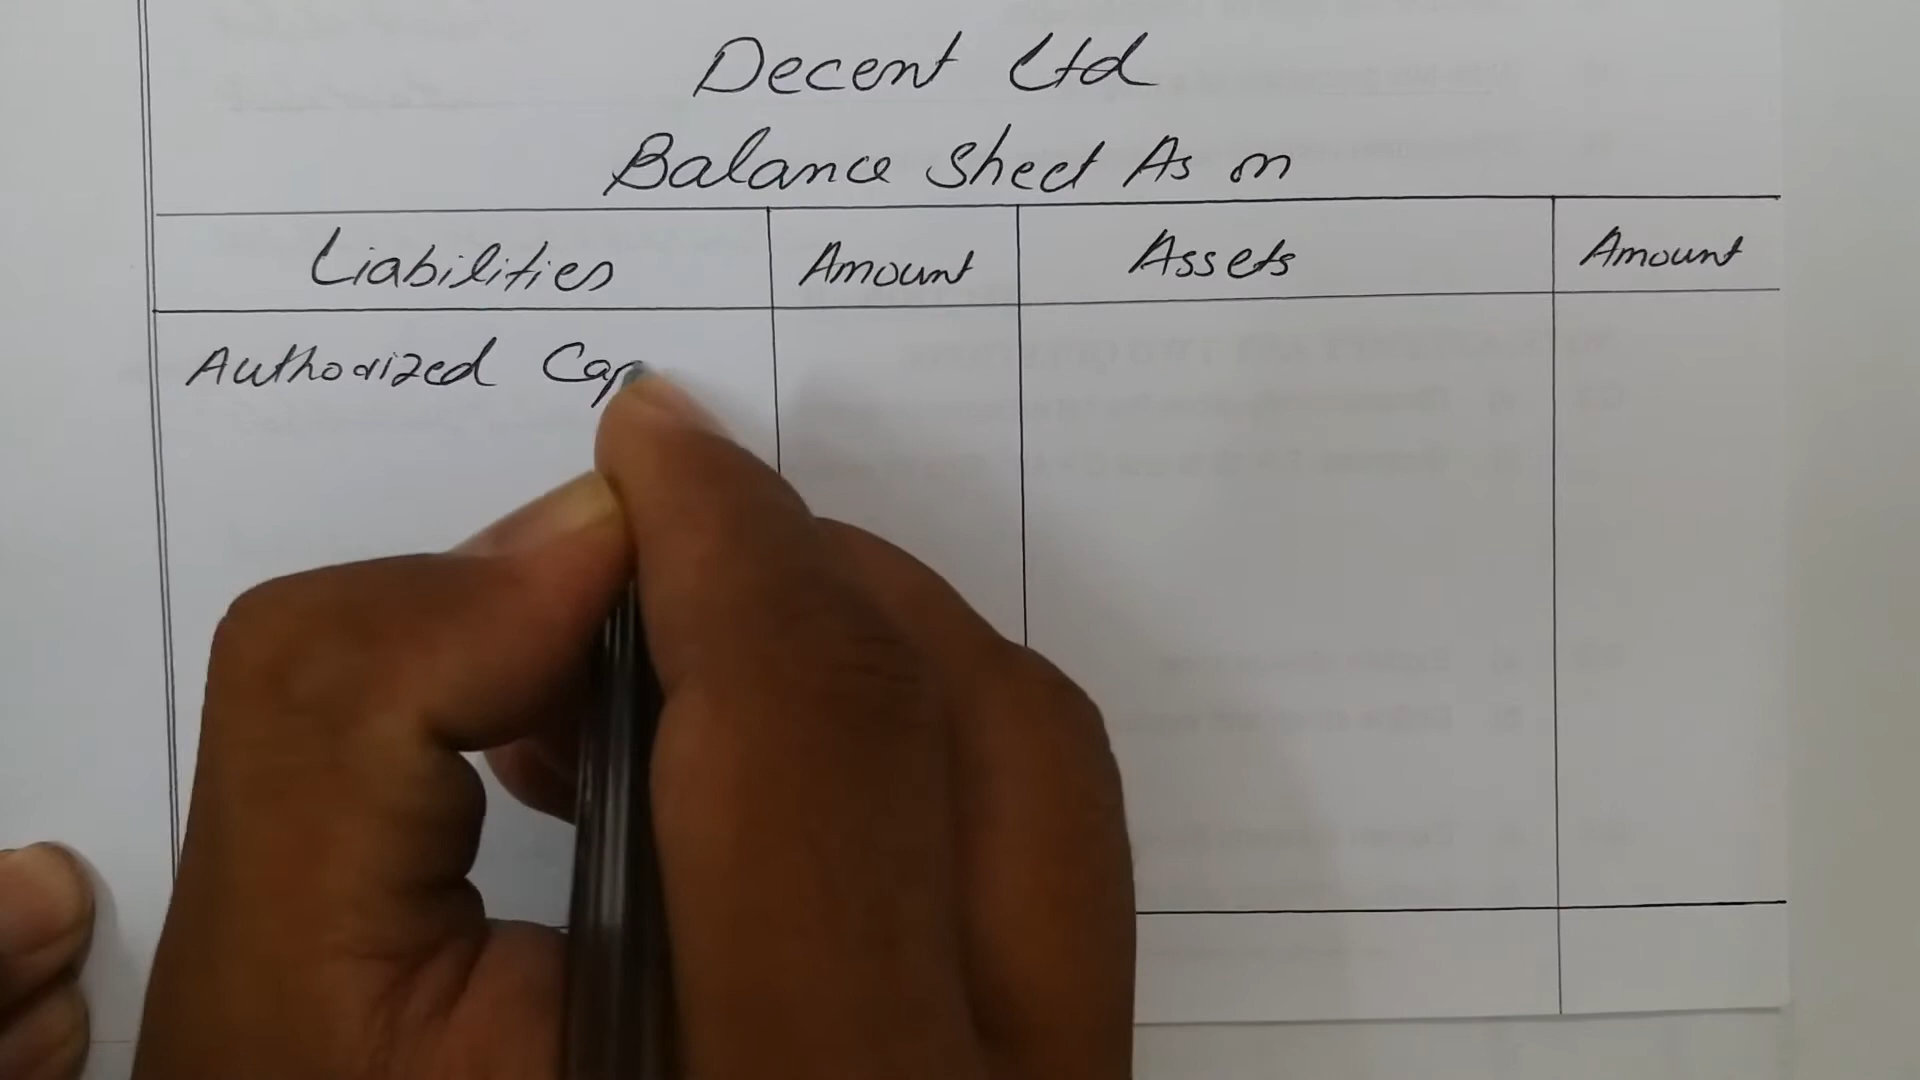 Decent Ltd
Balance Sheet As on
Liabilities Amount Assets Amount
Authorized Cap